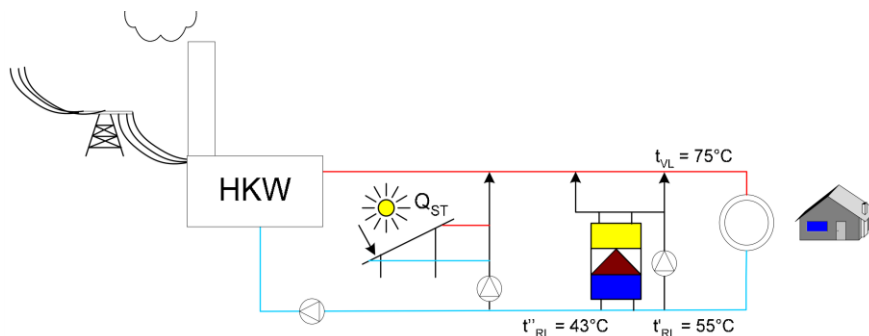 t_VL = 75°C
HKW
Q_ST
t''_RL = 43°C
t'_RL = 55°C